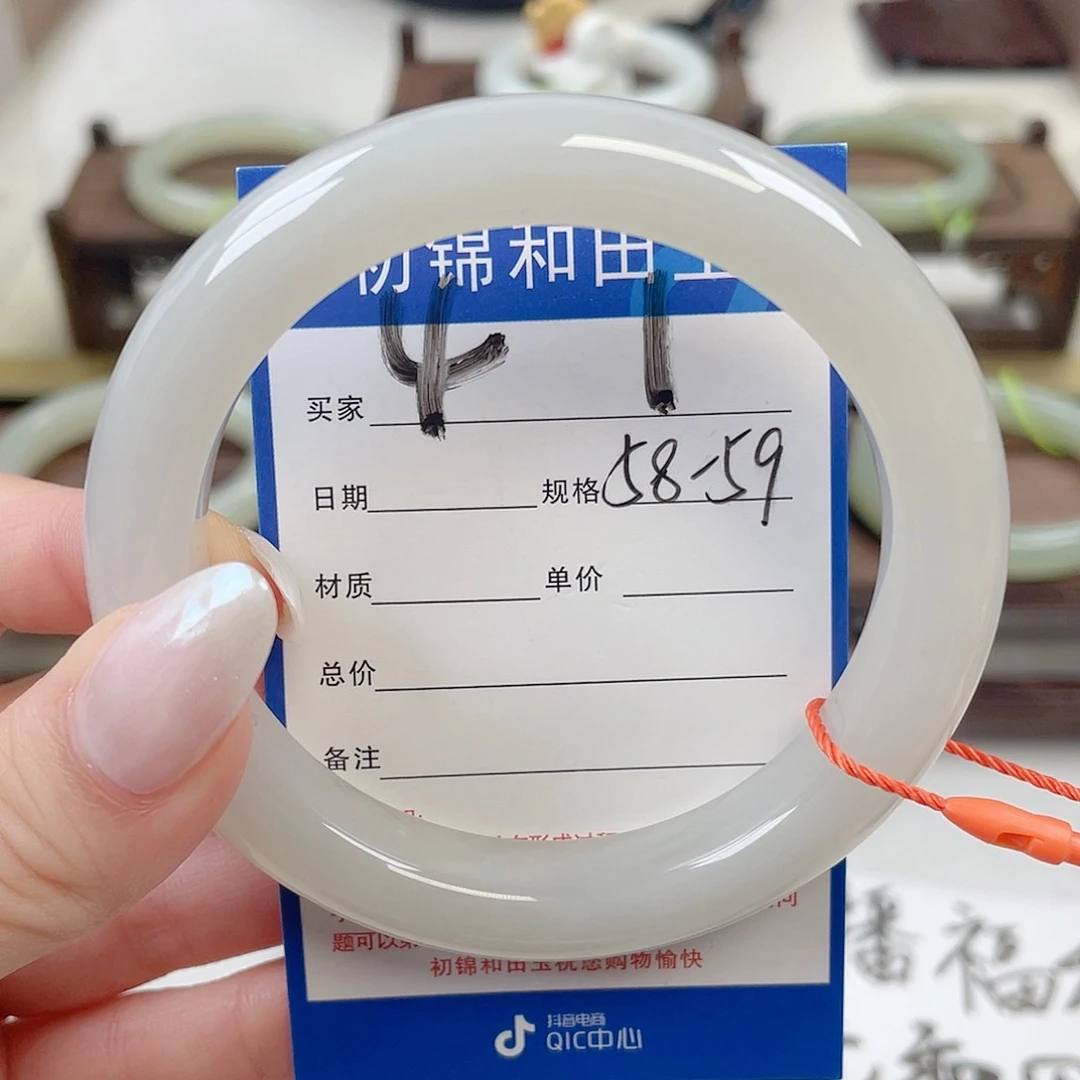 初锦和田玉
41
买家
日期 规格 58-59
材质 单价
总价
备注
题可以
初锦和田玉祝您购物愉快
抖音电商
QIC中心
播福